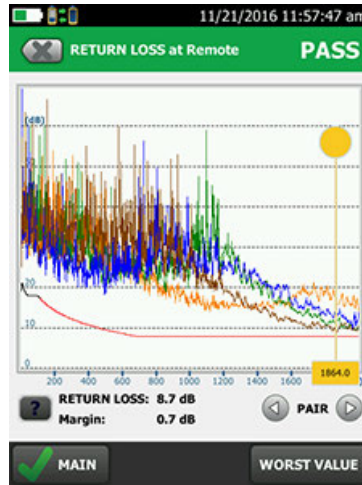 11/21/2016 11:57:47 am
RETURN LOSS at Remote
PASS
(dB)
20
10
0
200 400 600 800 1000 1200 1400 1600
1864.0
? RETURN LOSS: 8.7 dB
Margin: 0.7 dB
PAIR
MAIN
WORST VALUE